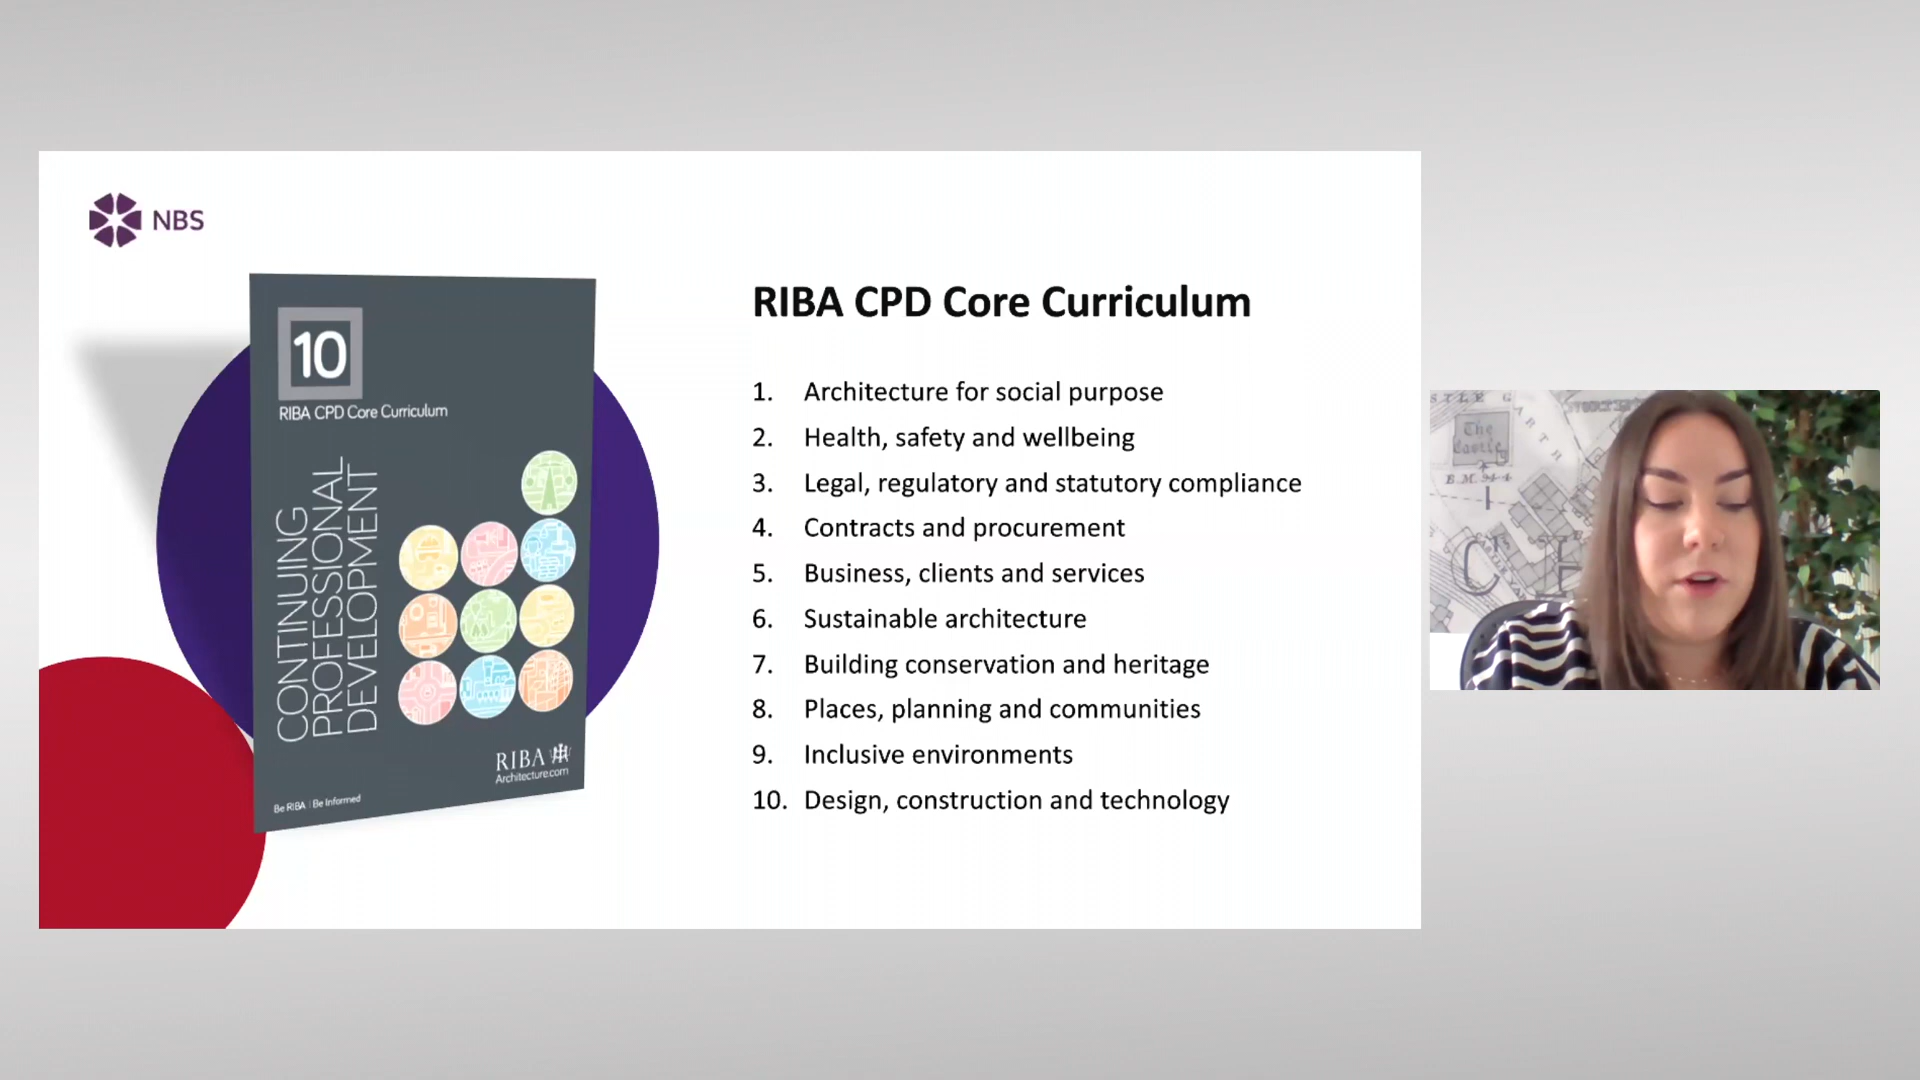 NBS
10
RIBA CPD Core Curriculum
CONTINUING
PROFESSIONAL
DEVELOPMENT
RIBA
Architecture.com
Be RIBA | Be Informed
RIBA CPD Core Curriculum
1. Architecture for social purpose
2. Health, safety and wellbeing
3. Legal, regulatory and statutory compliance
4. Contracts and procurement
5. Business, clients and services
6. Sustainable architecture
7. Building conservation and heritage
8. Places, planning and communities
9. Inclusive environments
10. Design, construction and technology
The
Castle